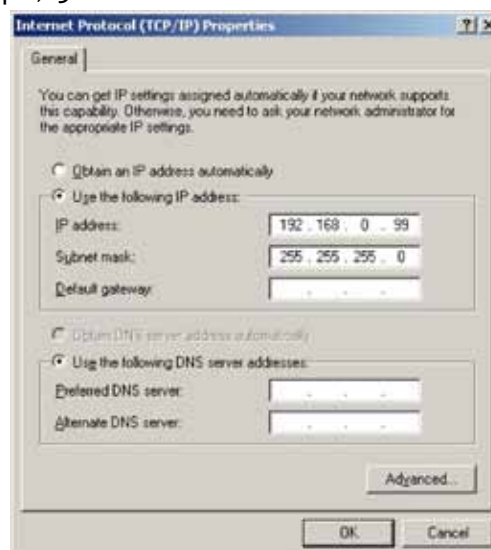 Internet Protocol (TCP/IP) Properties
General
You can get IP settings assigned automatically if your network supports
this capability. Otherwise, you need to ask your network administrator for
the appropriate IP settings.
Obtain an IP address automatically
Use the following IP address:
IP address: 192 . 168 . 0 . 99
Subnet mask: 255 . 255 . 255 . 0
Default gateway: . . .
Obtain DNS server address automatically
Use the following DNS server addresses:
Preferred DNS server: . . .
Alternate DNS server: . . .
Advanced...
OK Cancel